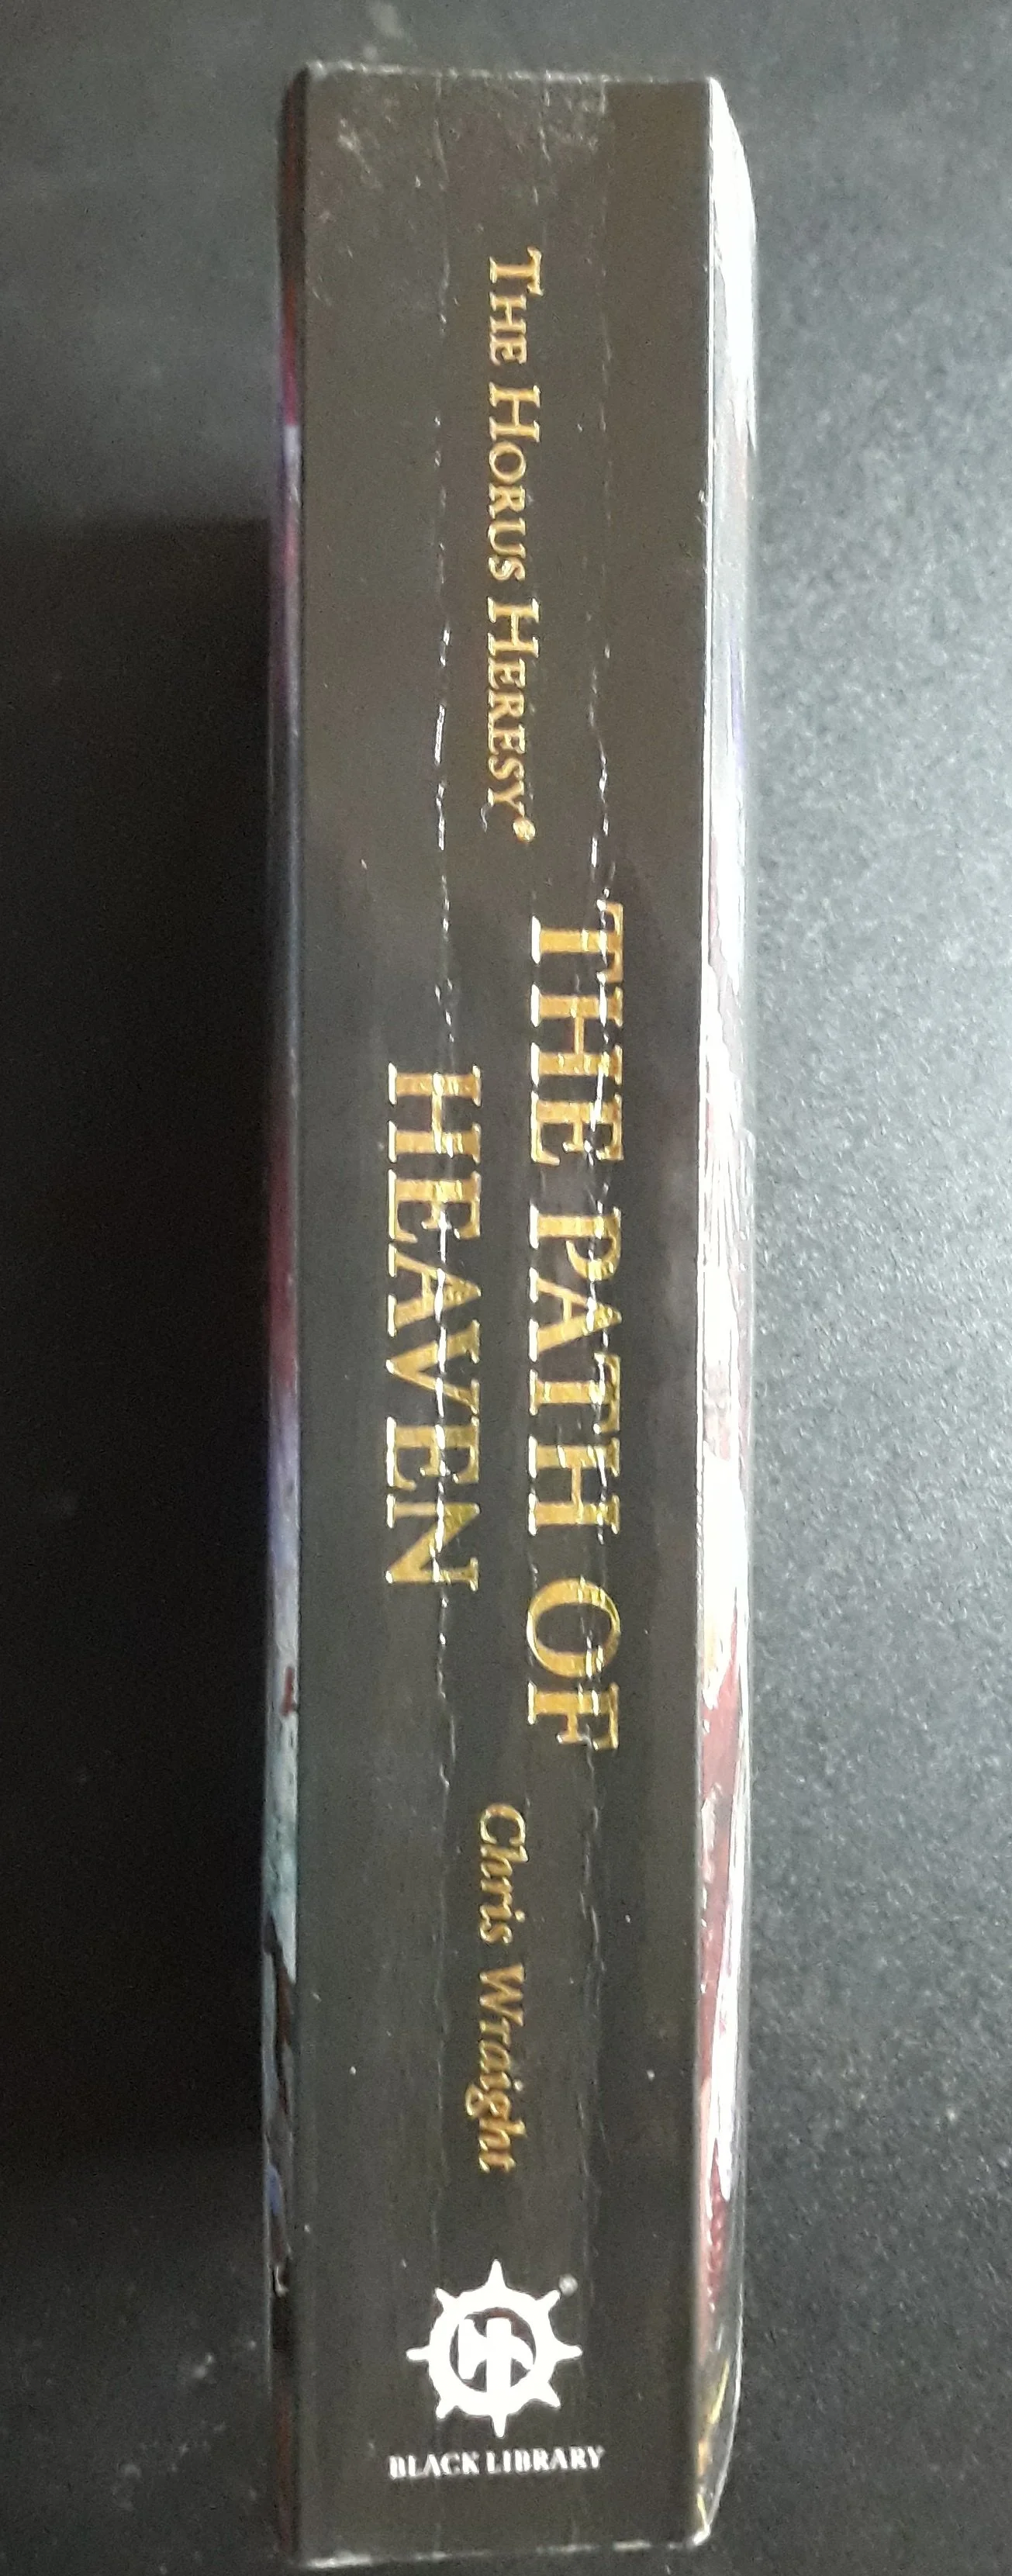 THE HORUS HERESY®
THE PATH OF
HEAVEN
Chris Wraight
BLACK LIBRARY